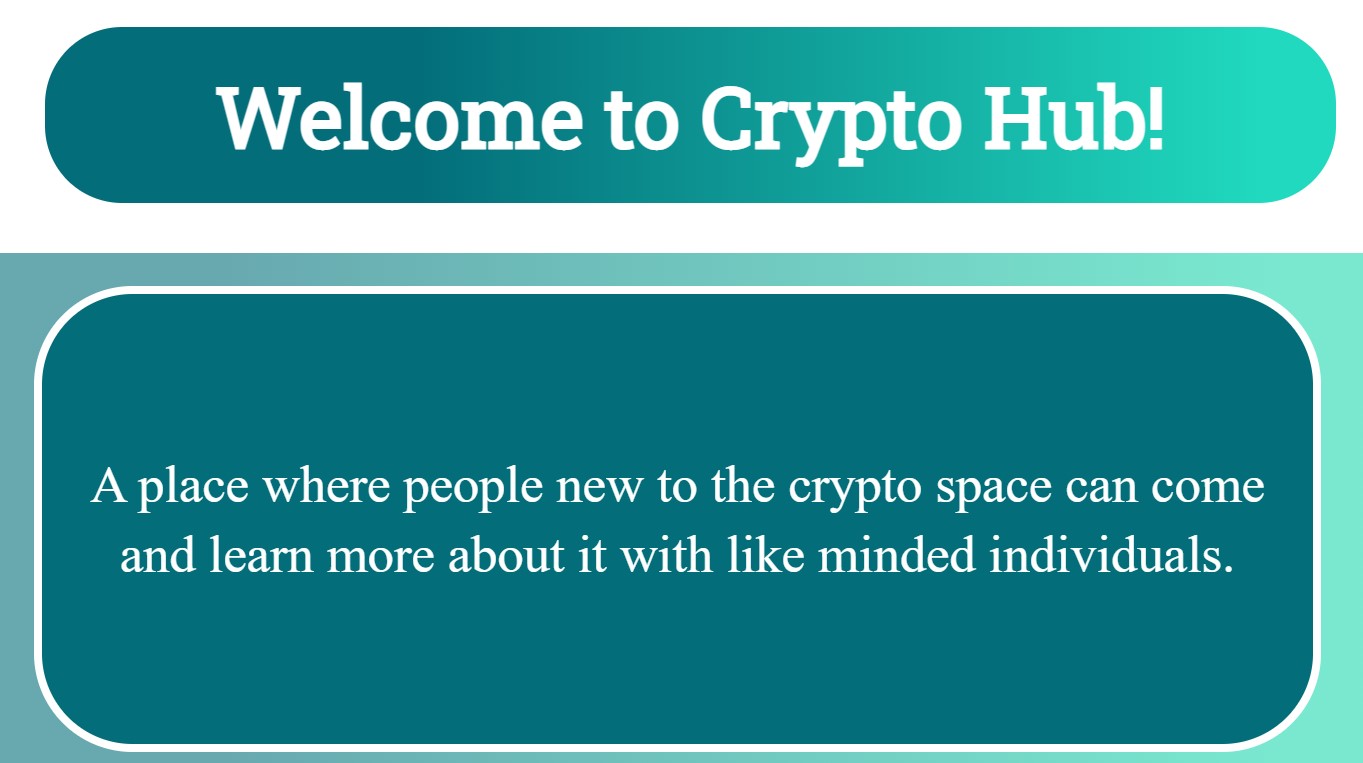 Welcome to Crypto Hub!
A place where people new to the crypto space can come
and learn more about it with like minded individuals.